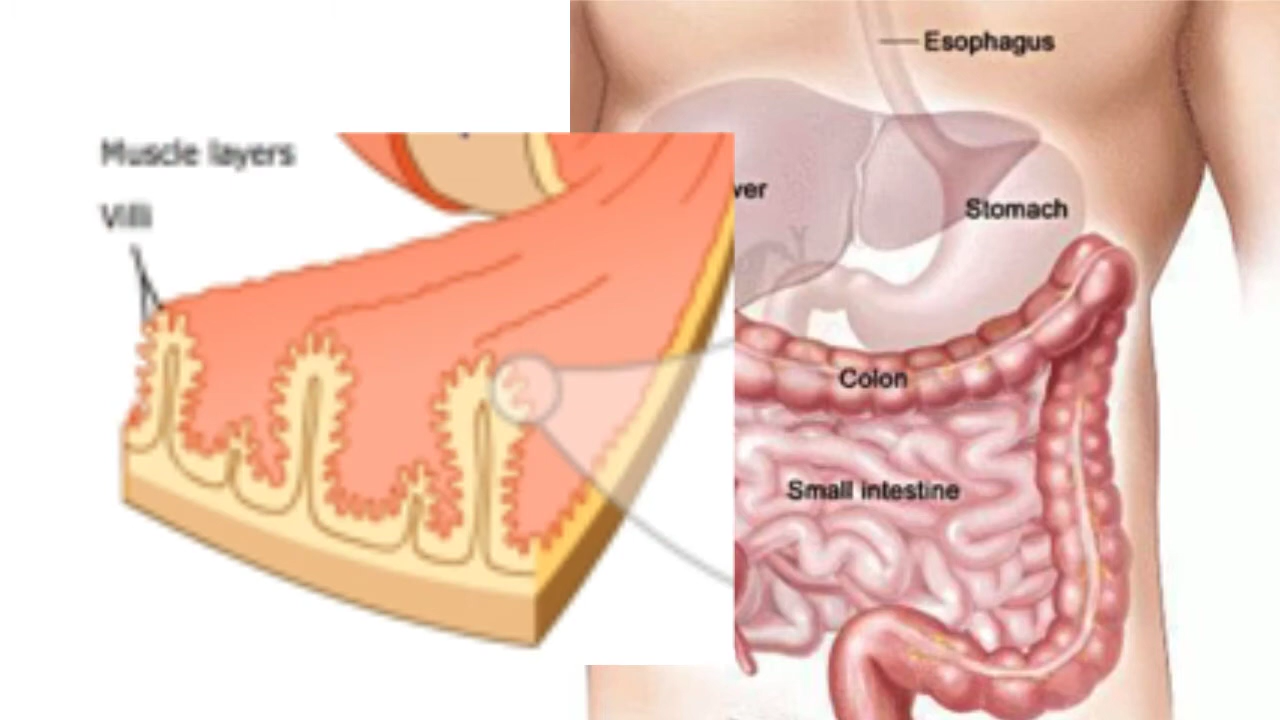 Esophagus
Muscle layers
ver
Villi
Stomach
Colon
Small intestine